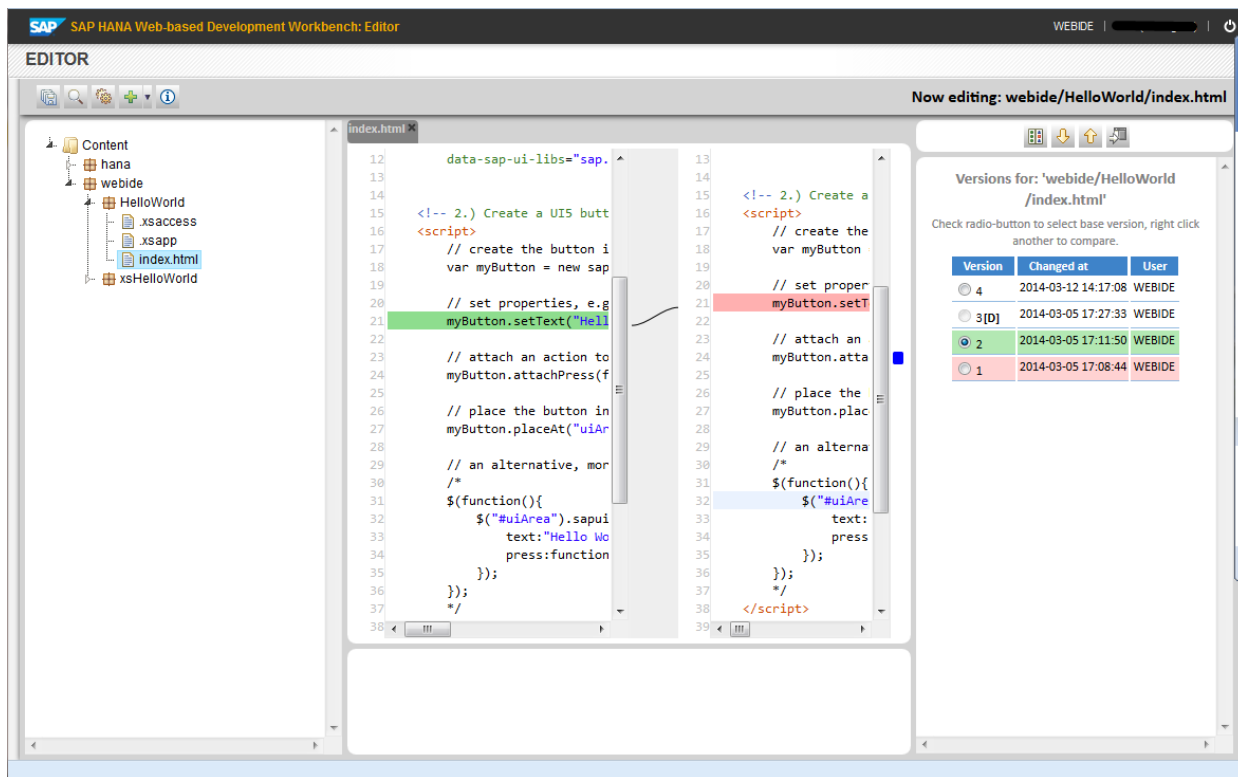 SAP SAP HANA Web-based Development Workbench: Editor
WEBIDE | |
EDITOR
Now editing: webide/HelloWorld/index.html
Content
hana
webide
HelloWorld
.xsaccess
.xsapp
index.html
xsHelloWorld
index.html
12 data-sap-ui-libs="sap.
13
14
15 <!-- 2.) Create a UI5 butt
16 <script>
17 // create the button i
18 var myButton = new sap
19
20 // set properties, e.g
21 myButton.setText("Hell
22
23 // attach an action to
24 myButton.attachPress(f
25
26 // place the button in
27 myButton.placeAt("uiAr
28
29 // an alternative, mor
30 /*
31 $(function(){
32 $("#uiArea").sapui
33 text:"Hello Wo
34 press:function
35 });
36 });
37 */
38
13
14
15 <!-- 2.) Create a
16 <script>
17 // create the
18 var myButton
19
20 // set proper
21 myButton.setT
22
23 // attach an
24 myButton.atta
25
26 // place the
27 myButton.plac
28
29 // an alterna
30 /*
31 $(function(){
32 $("#uiAre
33 text:
34 press
35 });
36 });
37 */
38 </script>
39
Versions for: 'webide/HelloWorld
/index.html'
Check radio-button to select base version, right click
another to compare.
Version Changed at User
4 2014-03-12 14:17:08 WEBIDE
3[D] 2014-03-05 17:27:33 WEBIDE
2 2014-03-05 17:11:50 WEBIDE
1 2014-03-05 17:08:44 WEBIDE